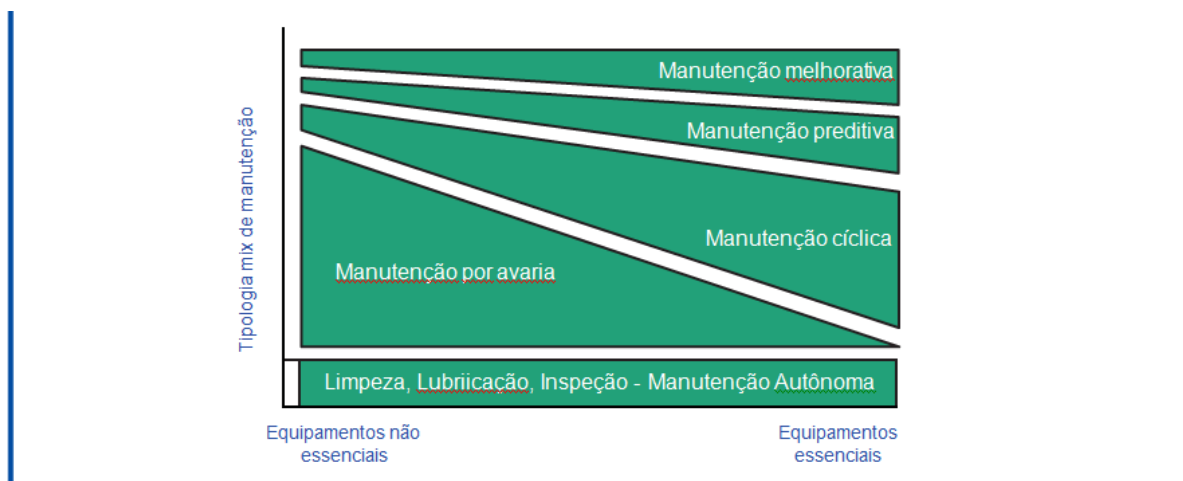 Tipologia mix de manutenção
Manutenção melhorativa
Manutenção preditiva
Manutenção cíclica
Manutenção por avaria
Limpeza, Lubriicação, Inspeção - Manutenção Autônoma
Equipamentos não
essenciais
Equipamentos
essenciais